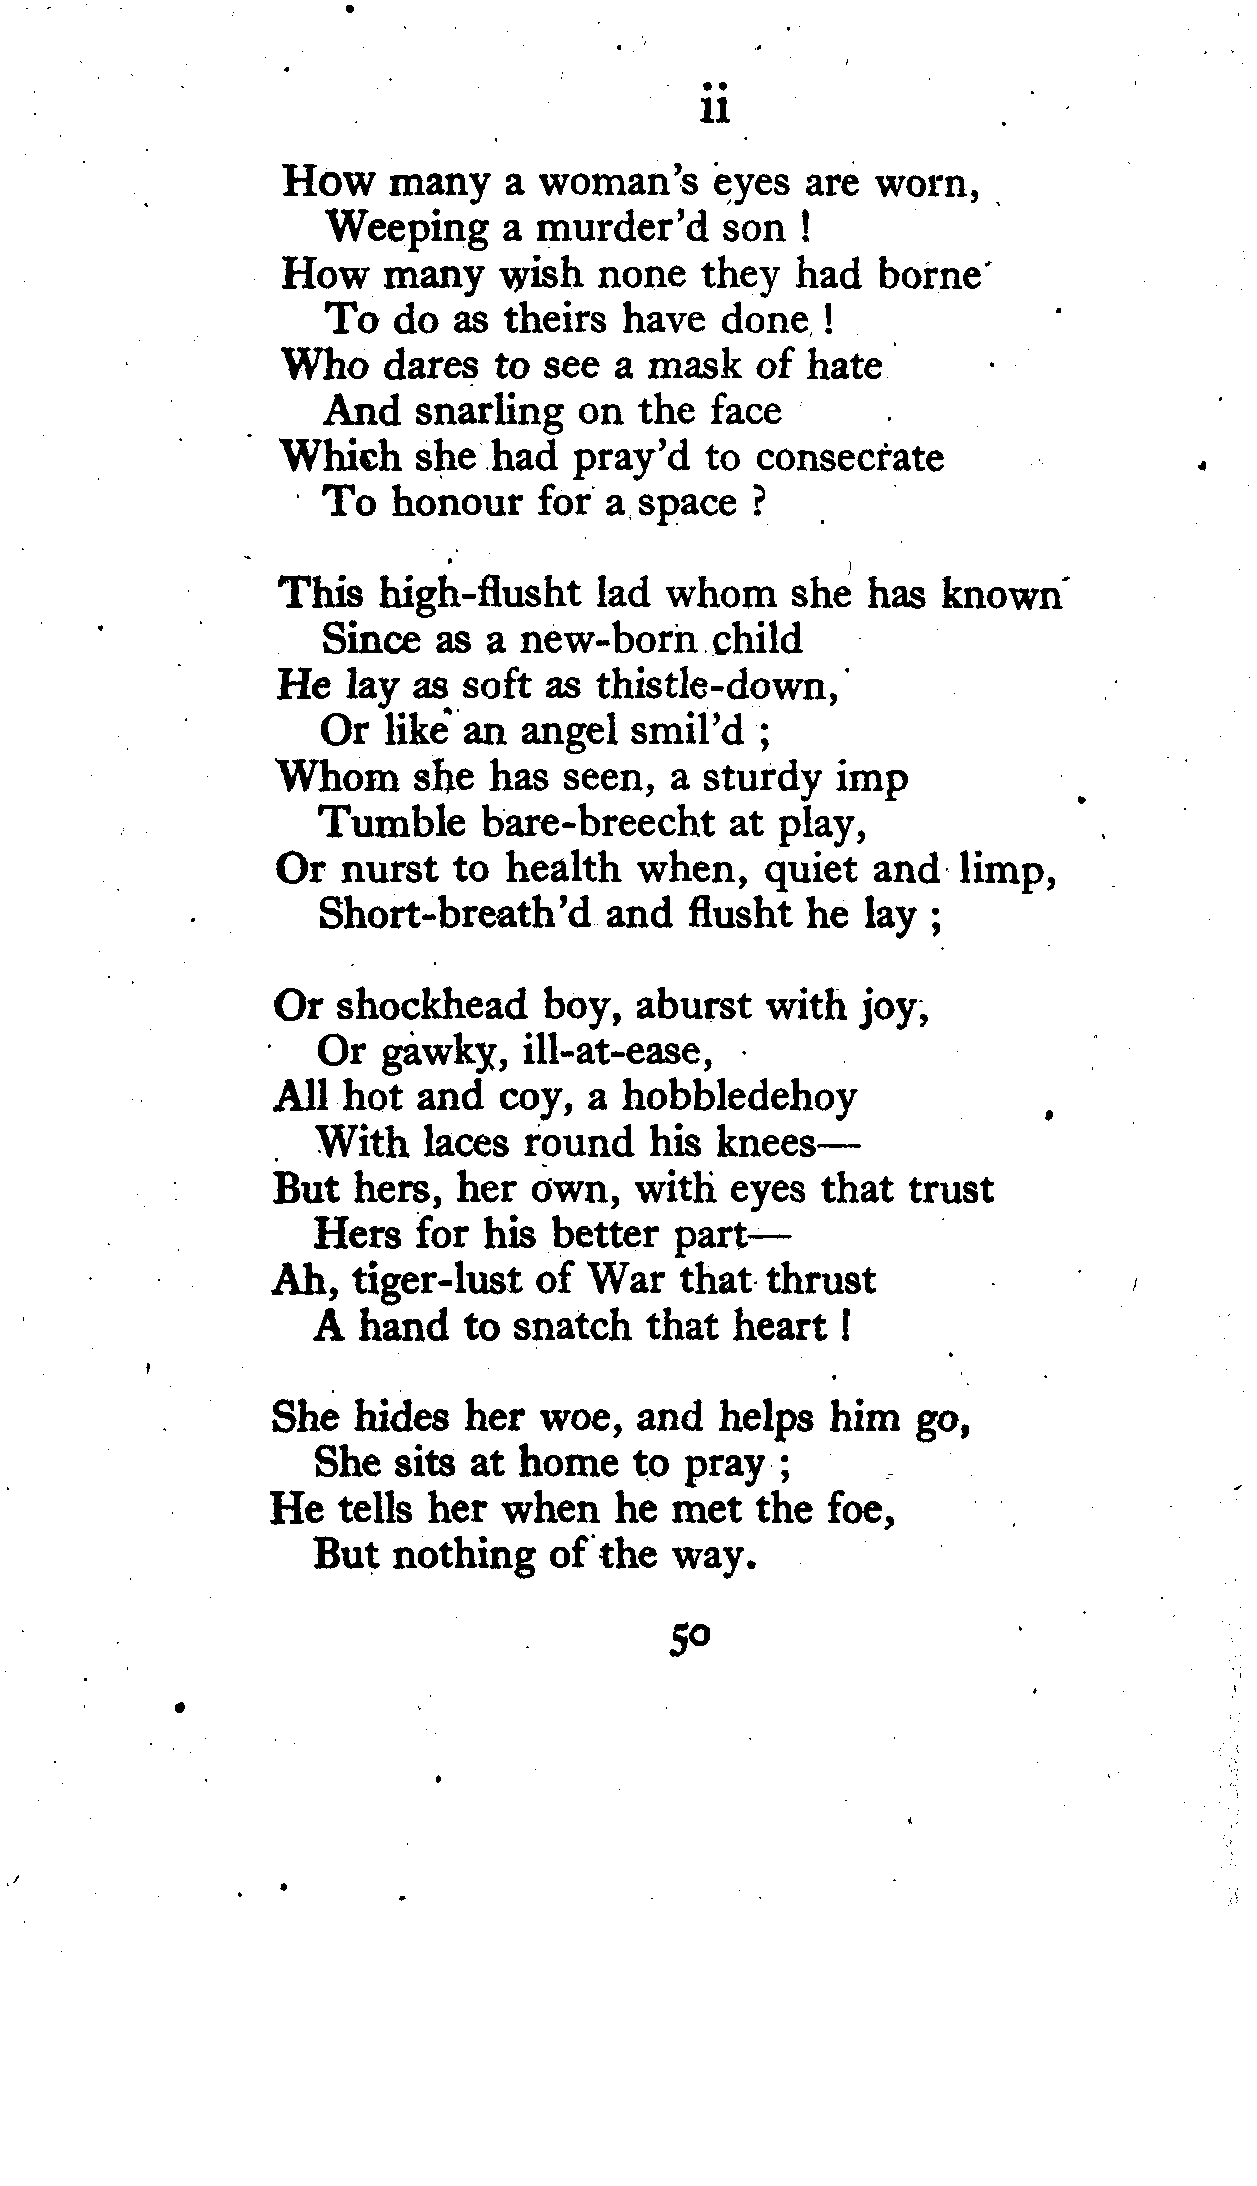 ii
How many a woman's eyes are worn,
Weeping a murder'd son !
How many wish none they had borne
To do as theirs have done !
Who dares to see a mask of hate
And snarling on the face
Which she had pray'd to consecrate
To honour for a space ?
This high-flusht lad whom she has known
Since as a new-born child
He lay as soft as thistle-down,
Or like an angel smil'd ;
Whom she has seen, a sturdy imp
Tumble bare-breecht at play,
Or nurst to health when, quiet and limp,
Short-breath'd and flusht he lay ;
Or shockhead boy, aburst with joy,
Or gawky, ill-at-ease,
All hot and coy, a hobbledehoy
With laces round his knees—
But hers, her own, with eyes that trust
Hers for his better part—
Ah, tiger-lust of War that thrust
A hand to snatch that heart !
She hides her woe, and helps him go,
She sits at home to pray ;
He tells her when he met the foe,
But nothing of the way.
50